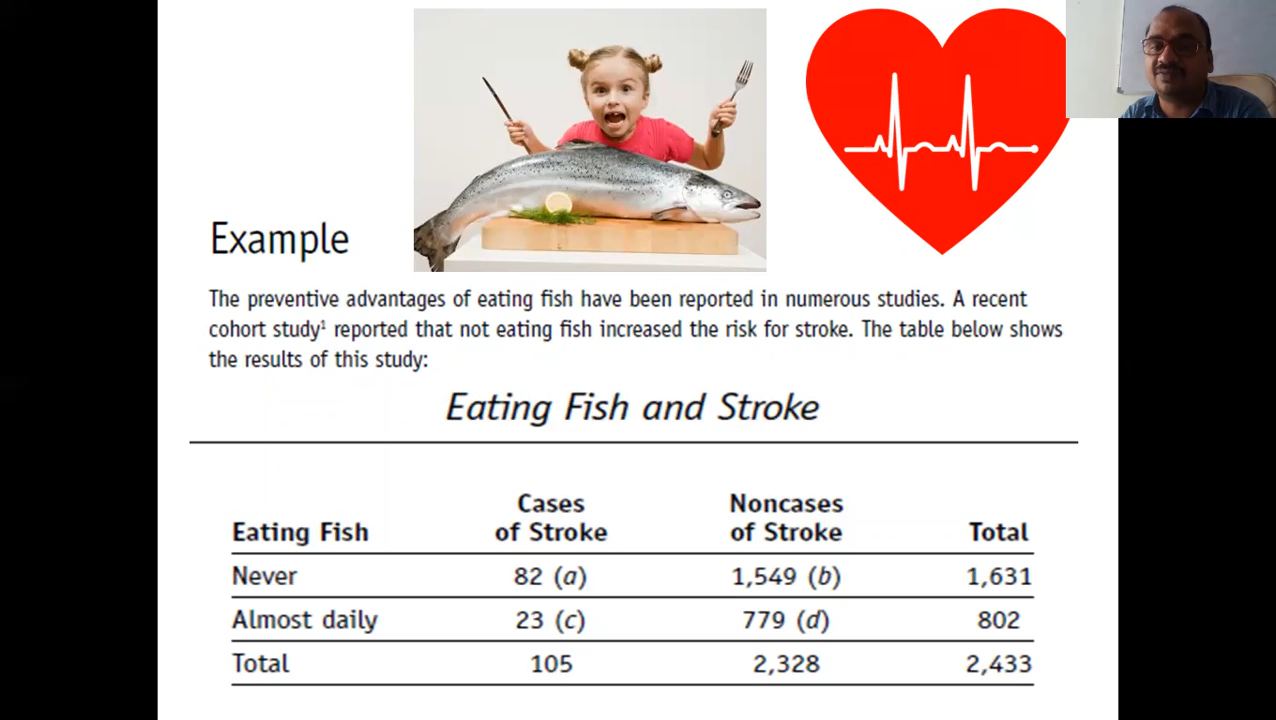 Example
The preventive advantages of eating fish have been reported in numerous studies. A recent
cohort study¹ reported that not eating fish increased the risk for stroke. The table below shows
the results of this study:
Eating Fish and Stroke
Cases Noncases
Eating Fish of Stroke of Stroke Total
Never 82 (a) 1,549 (b) 1,631
Almost daily 23 (c) 779 (d) 802
Total 105 2,328 2,433